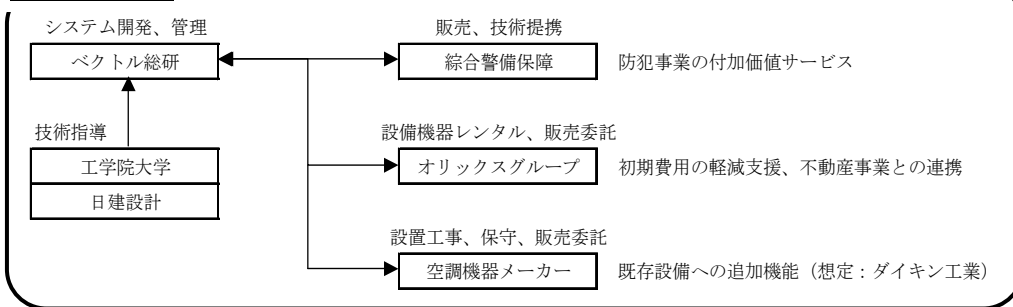 システム開発、管理
ベクトル総研
技術指導
工学院大学
日建設計
販売、技術提携
綜合警備保障
防犯事業の付加価値サービス
設備機器レンタル、販売委託
オリックスグループ
初期費用の軽減支援、不動産事業との連携
設置工事、保守、販売委託
空調機器メーカー
既存設備への追加機能（想定：ダイキン工業）